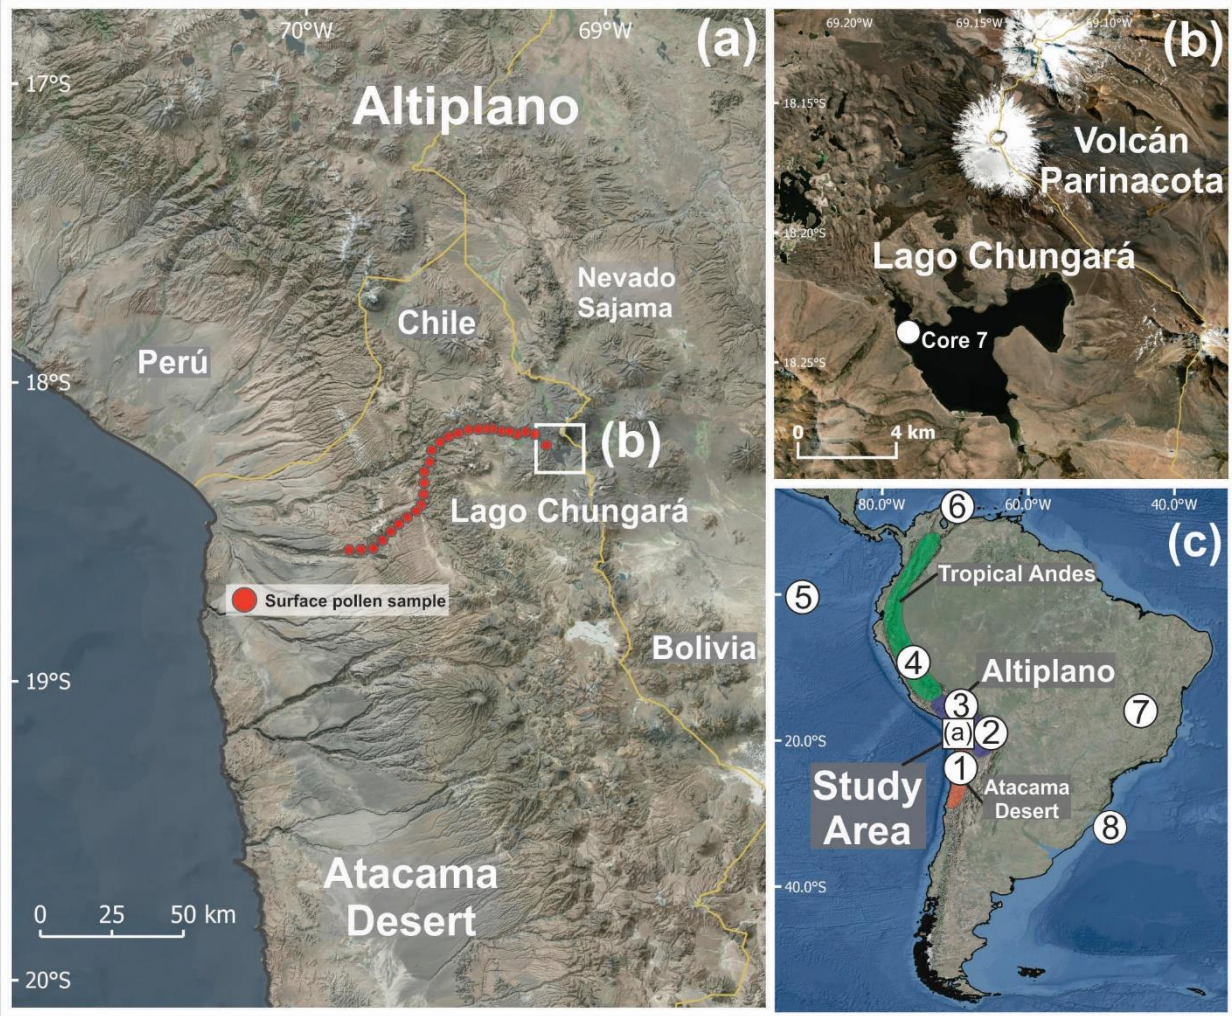 70°W
69°W
(a)
17°S
Altiplano
Nevado
Sajama
Chile
Perú
18°S
(b)
Lago Chungará
Surface pollen sample
Bolivia
19°S
Atacama
Desert
0
25
50 km
20°S
69.20°W
69.15°W
69.10°W
(b)
18.15°S
Volcán
Parinacota
18.20°S
Lago Chungará
Core 7
18.25°S
0
4 km
80.0°W
6
60.0°W
40.0°W
(c)
Tropical Andes
5
4
Altiplano
3
7
20.0°S
(a)
2
1
Study
Area
Atacama
Desert
8
40.0°S